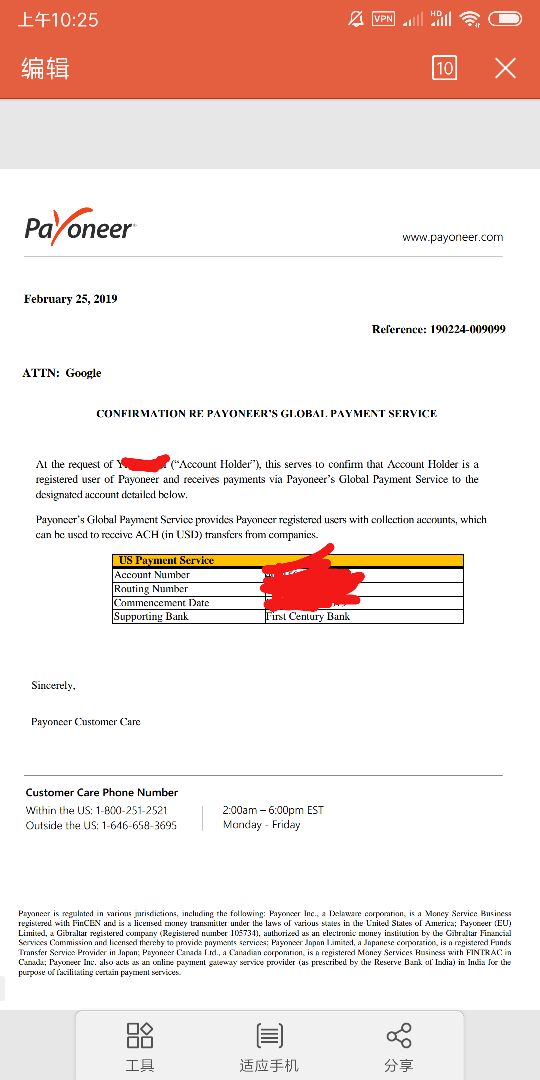 上午10:25
VPN
HD
编辑
10
Payoneer
www.payoneer.com
February 25, 2019
Reference: 190224-009099
ATTN: Google
CONFIRMATION RE PAYONEER'S GLOBAL PAYMENT SERVICE
At the request of (“Account Holder”), this serves to confirm that Account Holder is a
registered user of Payoneer and receives payments via Payoneer's Global Payment Service to the
designated account detailed below.
Payoneer's Global Payment Service provides Payoneer registered users with collection accounts, which
can be used to receive ACH (in USD) transfers from companies.
US Payment Service
Account Number
Routing Number
Commencement Date
Supporting Bank First Century Bank
Sincerely,
Payoneer Customer Care
Customer Care Phone Number
Within the US: 1-800-251-2521 2:00am – 6:00pm EST
Outside the US: 1-646-658-3695 Monday - Friday
Payoneer is regulated in various jurisdictions, including the following: Payoneer Inc., a Delaware corporation, is a Money Service Business
registered with FinCEN and is a licensed money transmitter under the laws of various states in the United States of America; Payoneer (EU)
Limited, a Gibraltar registered company (Registered number 105734), authorized as an electronic money institution by the Gibraltar Financial
Services Commission and licensed thereby to provide payments services; Payoneer Japan Limited, a Japanese corporation, is a registered Funds
Transfer Service Provider in Japan; Payoneer Canada Ltd., a Canadian corporation, is a registered Money Services Business with FINTRAC in
Canada; Payoneer Inc. also acts as an online payment gateway service provider (as prescribed by the Reserve Bank of India) in India for the
purpose of facilitating certain payment services.
工具
适应手机
分享